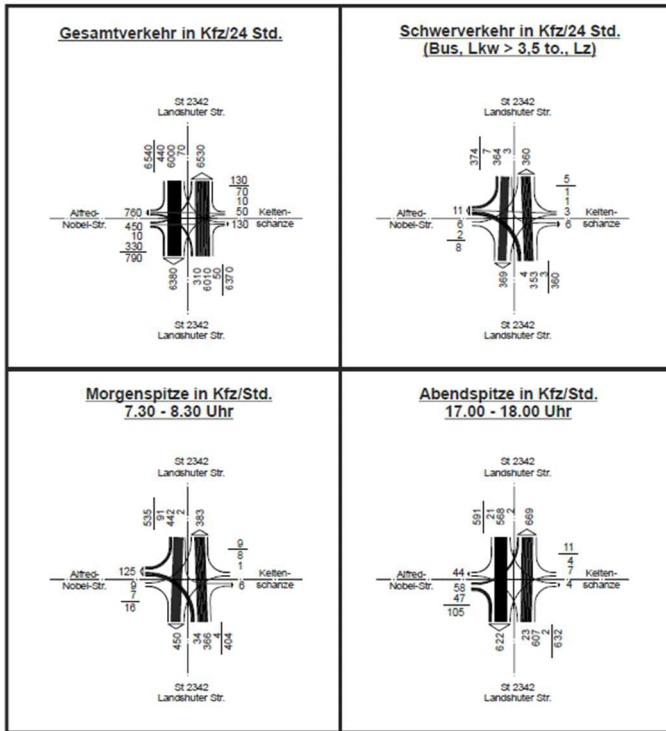 Gesamtverkehr in Kfz/24 Std.
St 2342
Landshuter Str.
6540
440
6000
70
6530
130
70
10
50
130
Alfred-
Nobel-Str.
760
450
10
330
790
Kelten-
schanze
6380
310
6010
50
6370
St 2342
Landshuter Str.
Schwerverkehr in Kfz/24 Std.
(Bus, Lkw > 3,5 to., Lz)
St 2342
Landshuter Str.
374
7
364
3
360
5
1
1
3
6
Alfred-
Nobel-Str.
11
6
2
8
Kelten-
schanze
369
4
353
3
360
St 2342
Landshuter Str.
Morgenspitze in Kfz/Std.
7.30 - 8.30 Uhr
St 2342
Landshuter Str.
535
91
442
2
383
9
8
1
6
Alfred-
Nobel-Str.
125
9
7
16
Kelten-
schanze
450
34
366
4
404
St 2342
Landshuter Str.
Abendspitze in Kfz/Std.
17.00 - 18.00 Uhr
St 2342
Landshuter Str.
591
21
568
2
669
11
4
7
4
Alfred-
Nobel-Str.
44
58
47
105
Kelten-
schanze
622
23
607
2
632
St 2342
Landshuter Str.